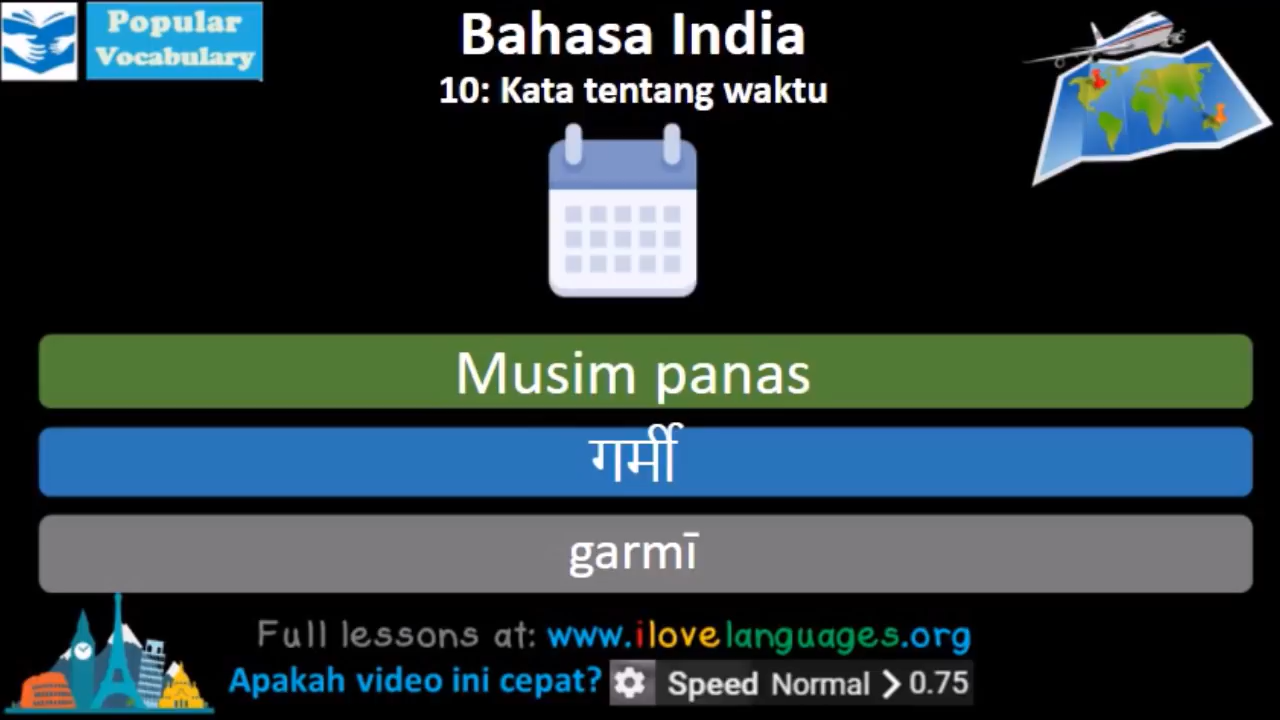 Popular
Vocabulary
Bahasa India
10: Kata tentang waktu
Musim panas
गर्मी
garmī
Full lessons at: www.ilovelanguages.org
Apakah video ini cepat? Speed Normal > 0.75